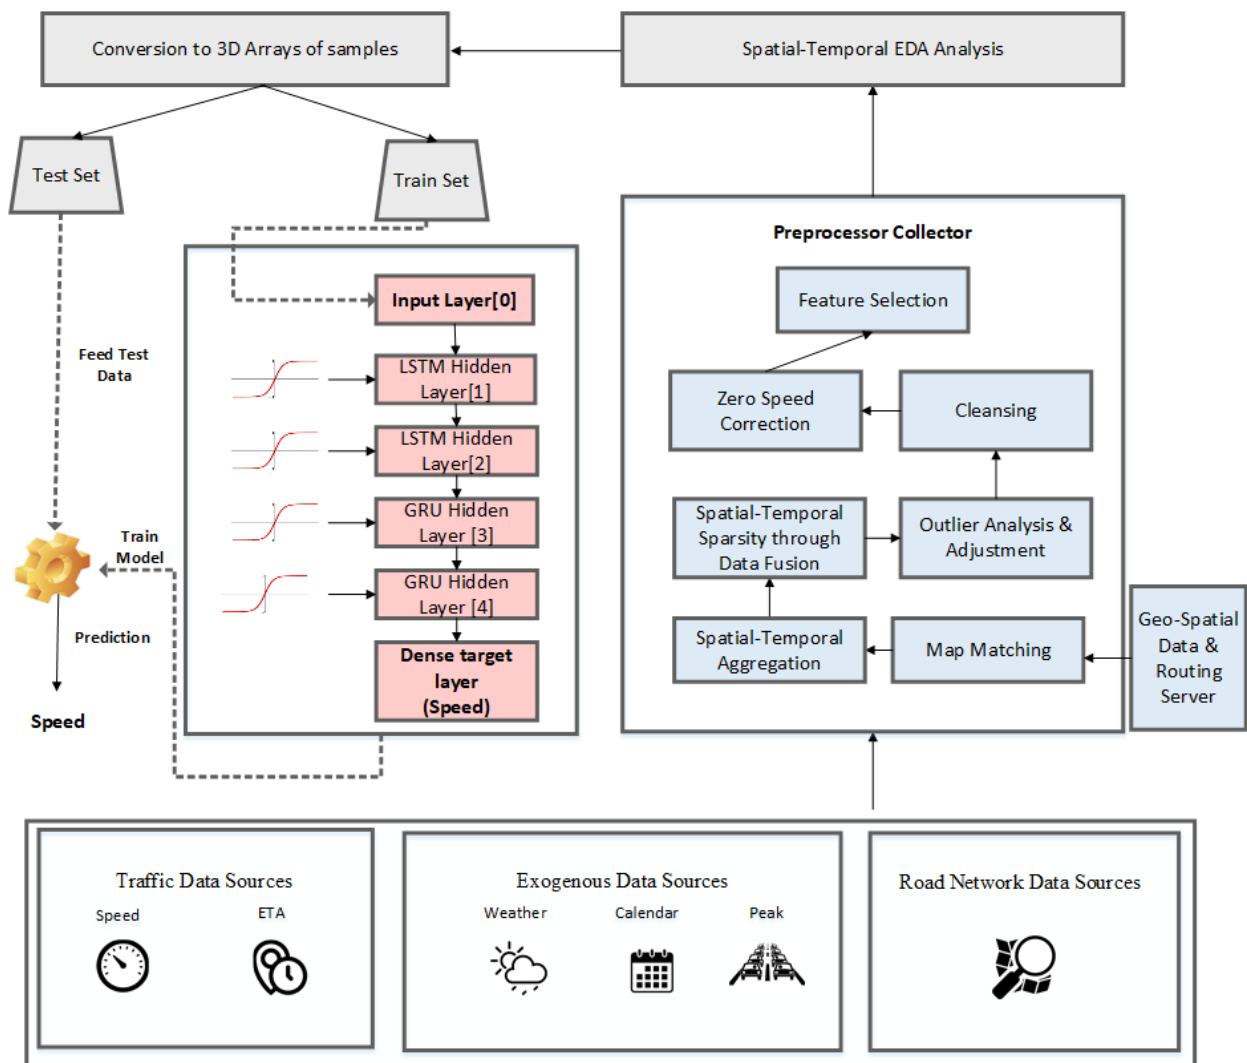 Conversion to 3D Arrays of samples
Spatial-Temporal EDA Analysis
Test Set
Train Set
Preprocessor Collector
Feature Selection
Input Layer[0]
LSTM Hidden
Layer[1]
Zero Speed
Correction
Cleansing
Feed Test
Data
LSTM Hidden
Layer[2]
GRU Hidden
Layer [3]
Spatial-Temporal
Sparsity through
Data Fusion
Outlier Analysis &
Adjustment
Train
Model
GRU Hidden
Layer [4]
Prediction
Dense target
layer
(Speed)
Spatial-Temporal
Aggregation
Map Matching
Geo-Spatial
Data &
Routing
Server
Speed
Traffic Data Sources
Speed
ETA
Exogenous Data Sources
Weather
Calendar
Peak
Road Network Data Sources